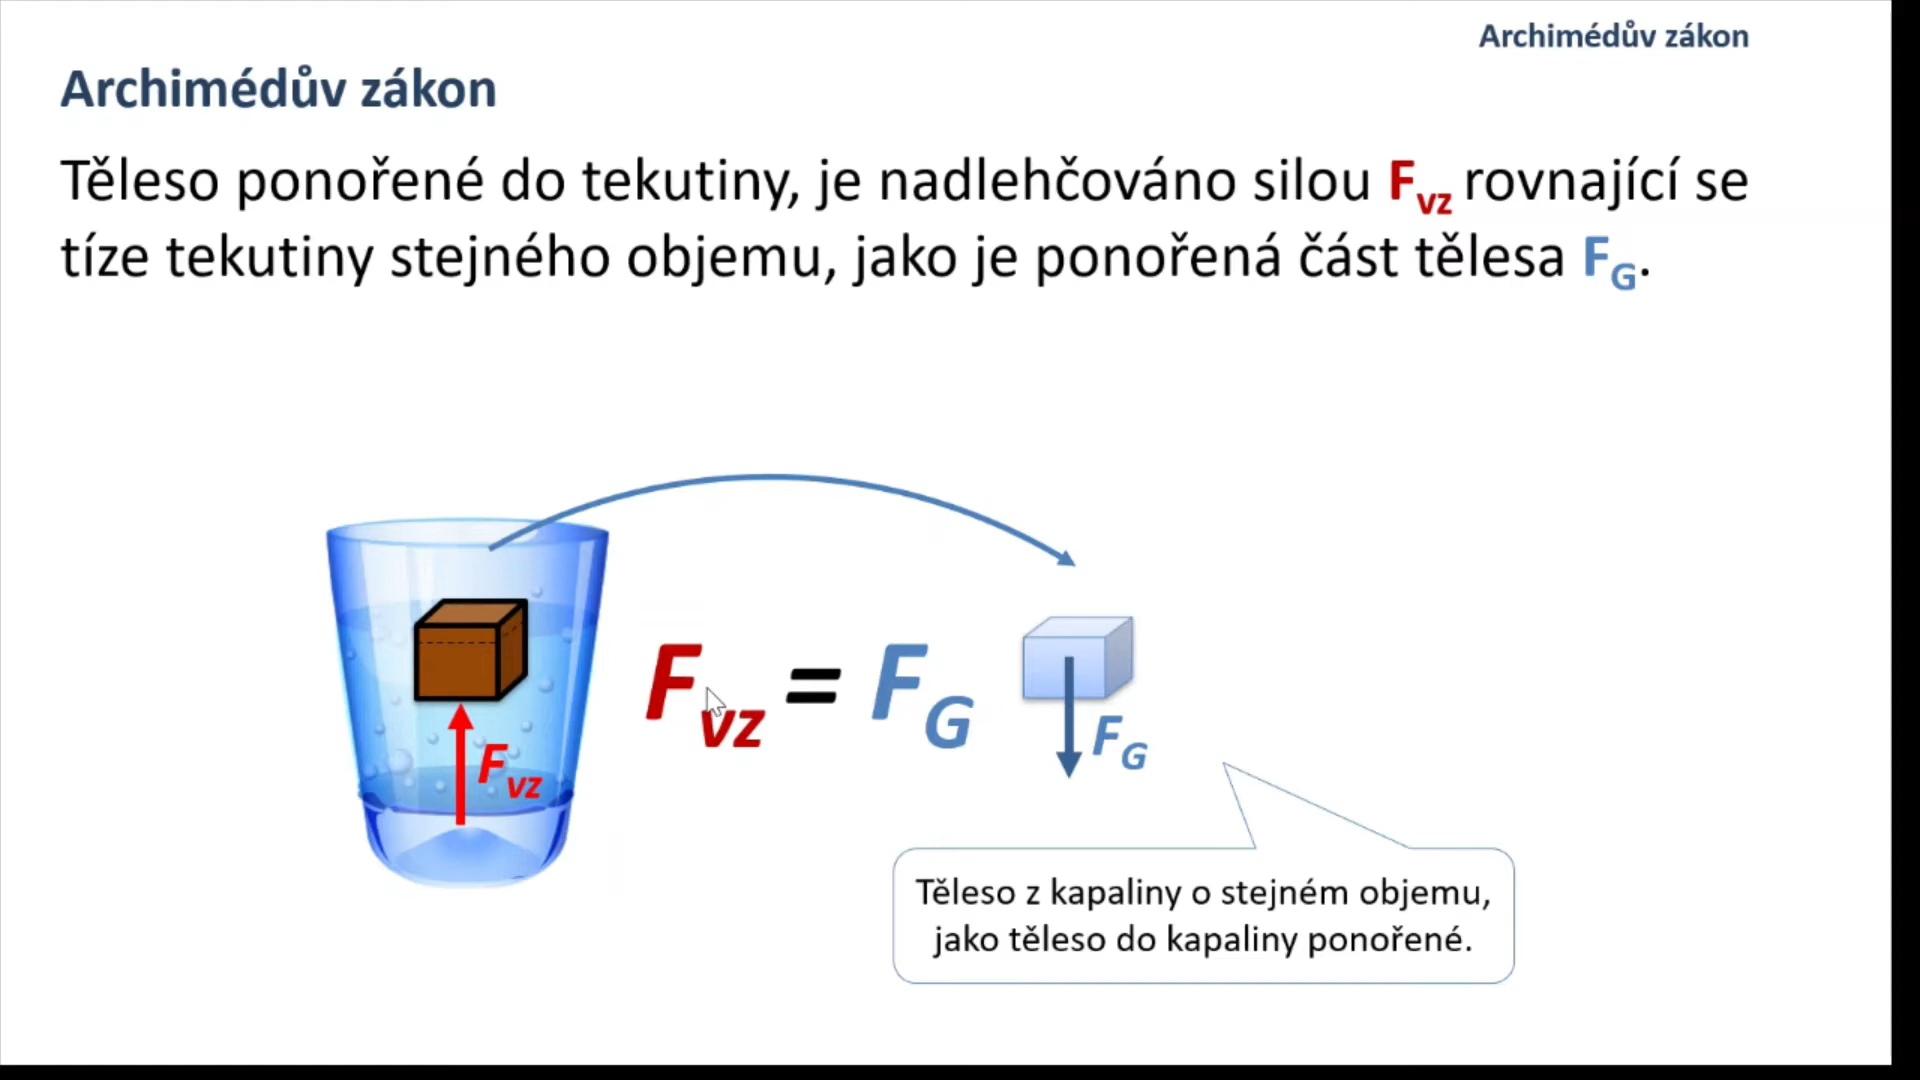 Archimédův zákon
Archimédův zákon
Těleso ponořené do tekutiny, je nadlehčováno silou Fvz rovnající se
tíze tekutiny stejného objemu, jako je ponořená část tělesa FG.
Fvz = FG
Fvz
FG
Těleso z kapaliny o stejném objemu,
jako těleso do kapaliny ponořené.